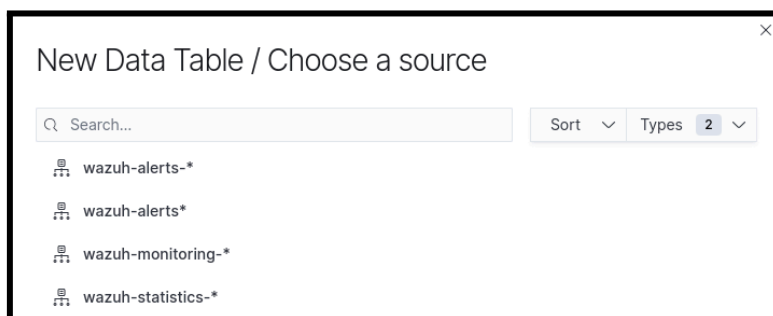 New Data Table / Choose a source
Search... Sort Types 2
wazuh-alerts-*
wazuh-alerts*
wazuh-monitoring-*
wazuh-statistics-*